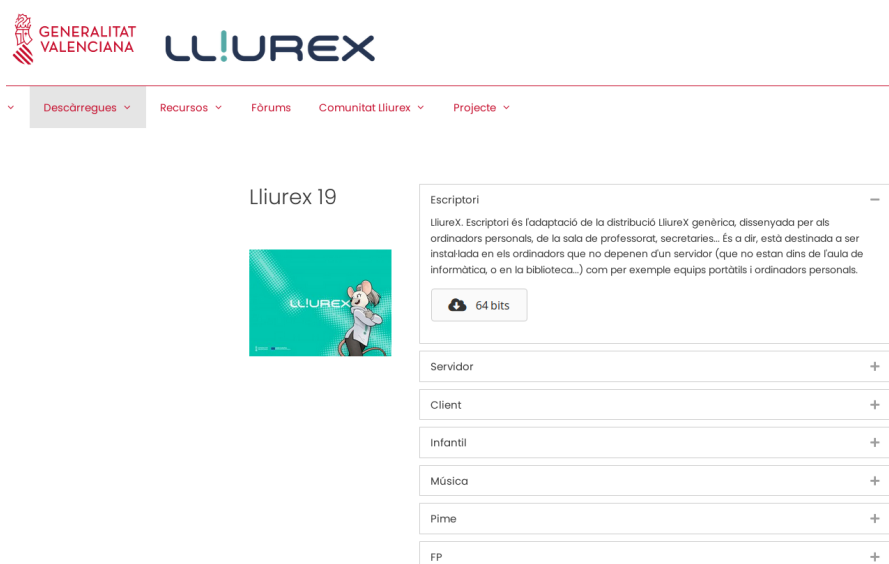 GENERALITAT
VALENCIANA
LL!UREX
Descàrregues
Recursos
Fòrums
Comunitat Lliurex
Projecte
Lliurex 19
LL!UREX
Escriptori
LliureX. Escriptori és l'adaptació de la distribució LliureX genèrica, dissenyada per als
ordinadors personals, de la sala de professorat, secretaries... És a dir, està destinada a ser
instal·lada en els ordinadors que no depenen d'un servidor (que no estan dins de l'aula de
informàtica, o en la biblioteca...) com per exemple equips portàtils i ordinadors personals.
64 bits
Servidor
Client
Infantil
Música
Pime
FP